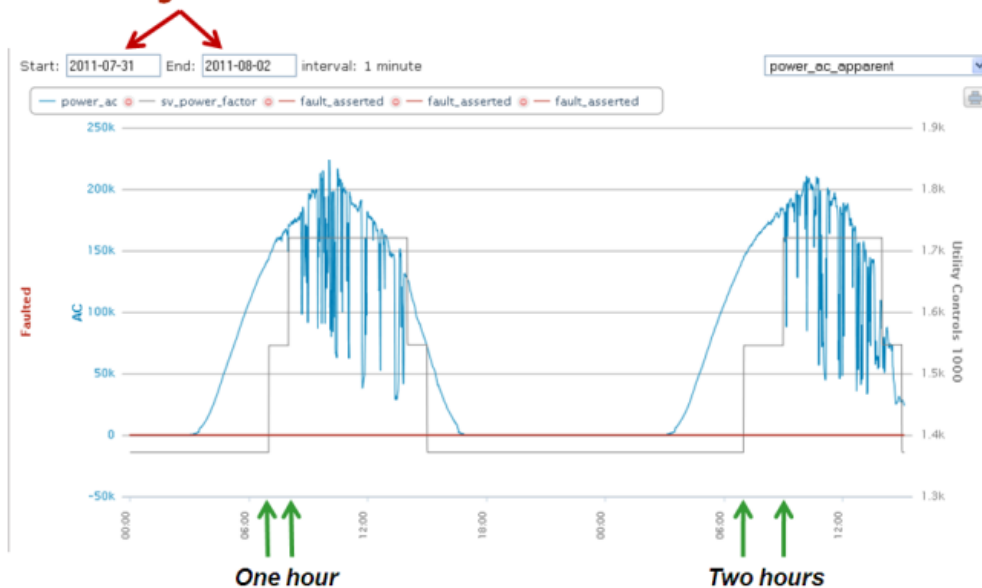 Start: 2011-07-31 End: 2011-08-02 interval: 1 minute
power_ac_apparent
power_ac sv_power_factor fault_asserted fault_asserted fault_asserted
250k 1.9k
200k 1.8k
150k 1.7k
100k 1.6k
50k 1.5k
0 1.4k
-50k 1.3k
Faulted
AC
Utility Controls 1000
00:00 06:00 12:00 18:00 00:00 06:00 12:00
One hour Two hours